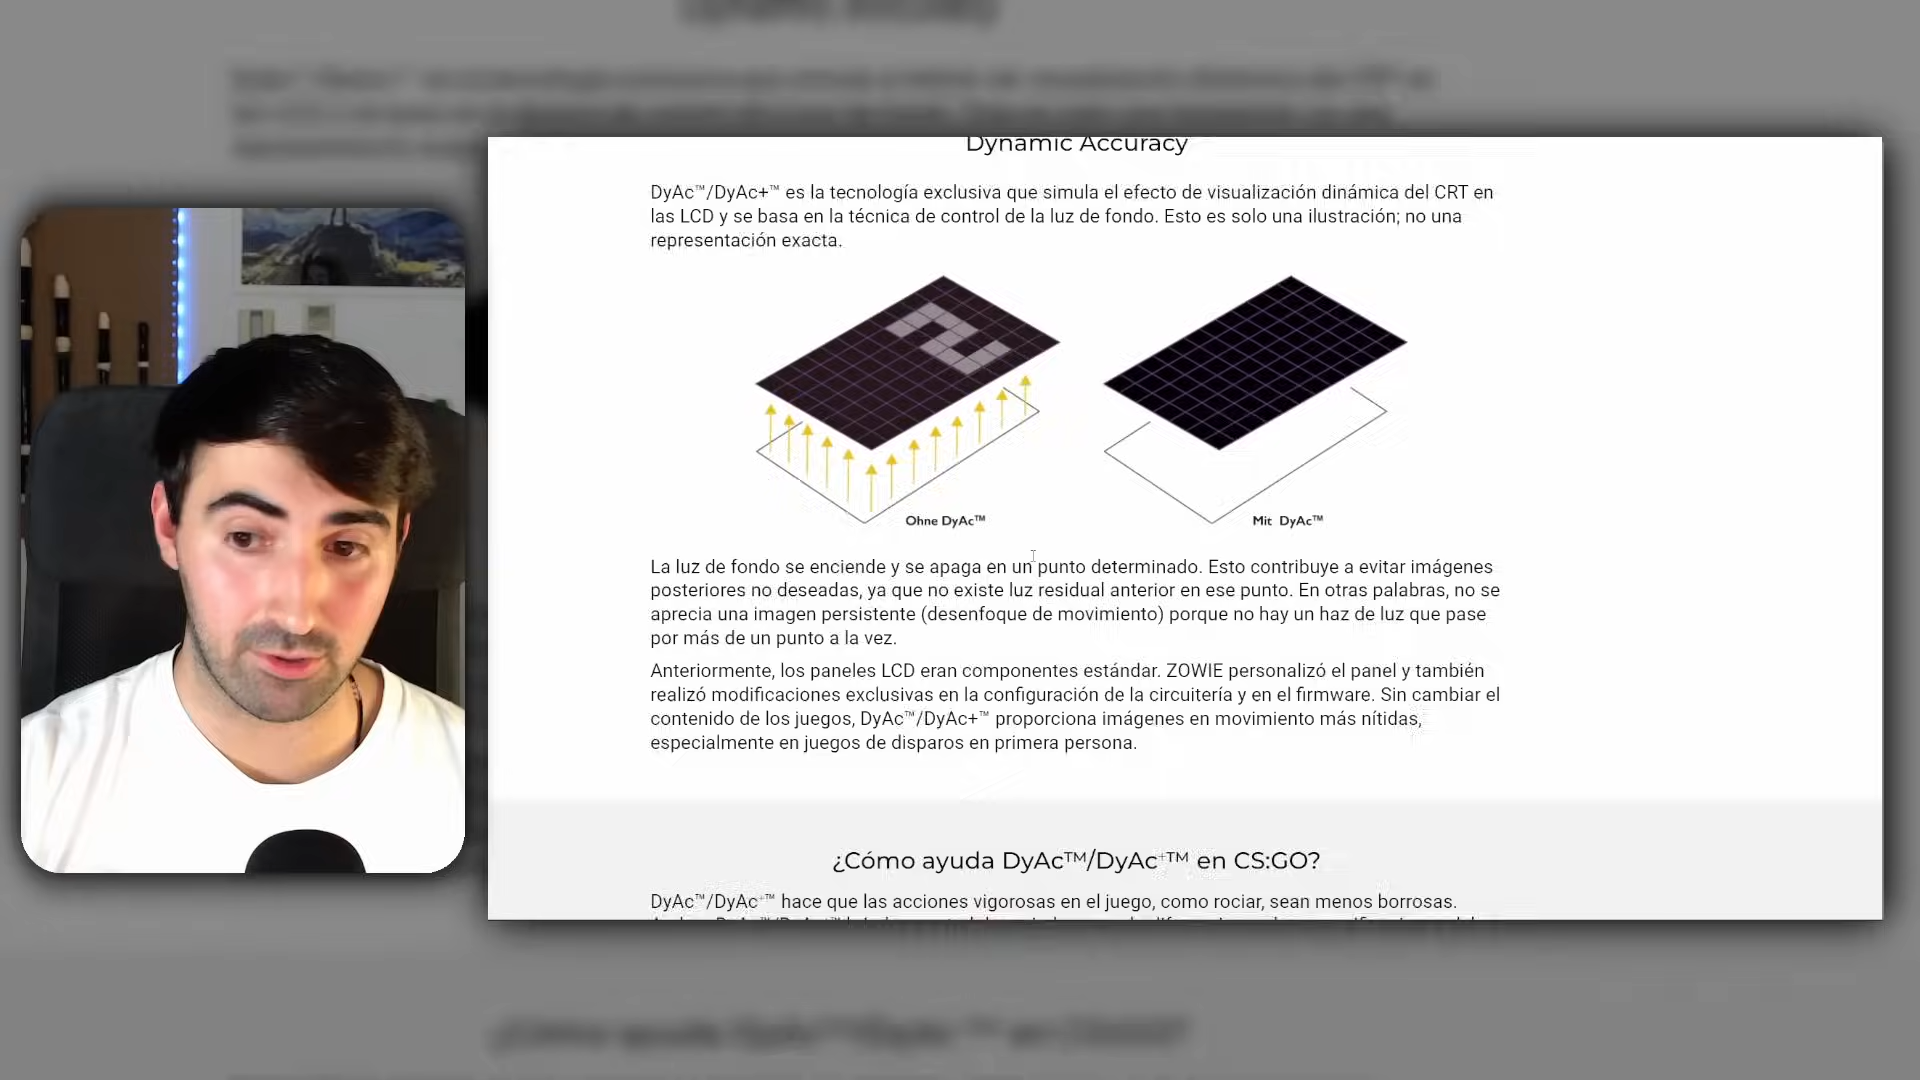 Dynamic Accuracy
DyAc™/DyAc+™ es la tecnología exclusiva que simula el efecto de visualización dinámica del CRT en
las LCD y se basa en la técnica de control de la luz de fondo. Esto es solo una ilustración; no una
representación exacta.
Ohne DyAc™
Mit DyAc™
La luz de fondo se enciende y se apaga en un punto determinado. Esto contribuye a evitar imágenes
posteriores no deseadas, ya que no existe luz residual anterior en ese punto. En otras palabras, no se
aprecia una imagen persistente (desenfoque de movimiento) porque no hay un haz de luz que pase
por más de un punto a la vez.
Anteriormente, los paneles LCD eran componentes estándar. ZOWIE personalizó el panel y también
realizó modificaciones exclusivas en la configuración de la circuitería y en el firmware. Sin cambiar el
contenido de los juegos, DyAc™/DyAc+™ proporciona imágenes en movimiento más nítidas,
especialmente en juegos de disparos en primera persona.
¿Cómo ayuda DyAc™/DyAc⁺™ en CS:GO?
DyAc™/DyAc⁺™ hace que las acciones vigorosas en el juego, como rociar, sean menos borrosas.